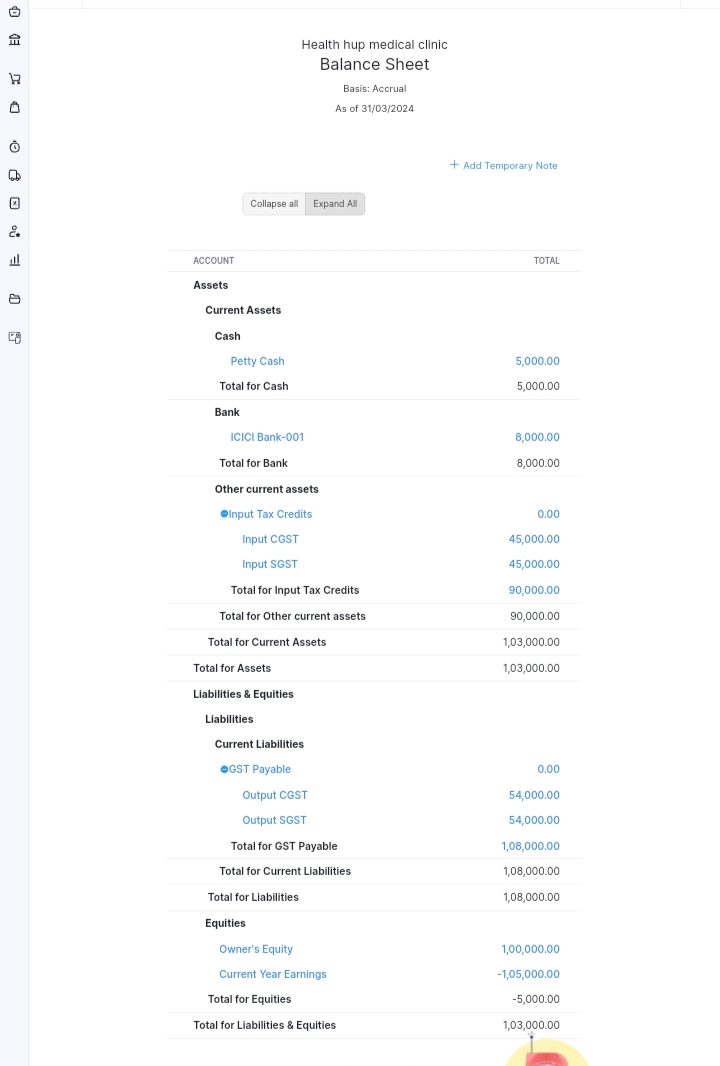 Health hup medical clinic
Balance Sheet
Basis: Accrual
As of 31/03/2024
+ Add Temporary Note
Collapse all Expand All
ACCOUNT TOTAL
Assets
Current Assets
Cash
Petty Cash 5,000.00
Total for Cash 5,000.00
Bank
ICICI Bank-001 8,000.00
Total for Bank 8,000.00
Other current assets
Input Tax Credits 0.00
Input CGST 45,000.00
Input SGST 45,000.00
Total for Input Tax Credits 90,000.00
Total for Other current assets 90,000.00
Total for Current Assets 1,03,000.00
Total for Assets 1,03,000.00
Liabilities & Equities
Liabilities
Current Liabilities
GST Payable 0.00
Output CGST 54,000.00
Output SGST 54,000.00
Total for GST Payable 1,08,000.00
Total for Current Liabilities 1,08,000.00
Total for Liabilities 1,08,000.00
Equities
Owner's Equity 1,00,000.00
Current Year Earnings -1,05,000.00
Total for Equities -5,000.00
Total for Liabilities & Equities 1,03,000.00